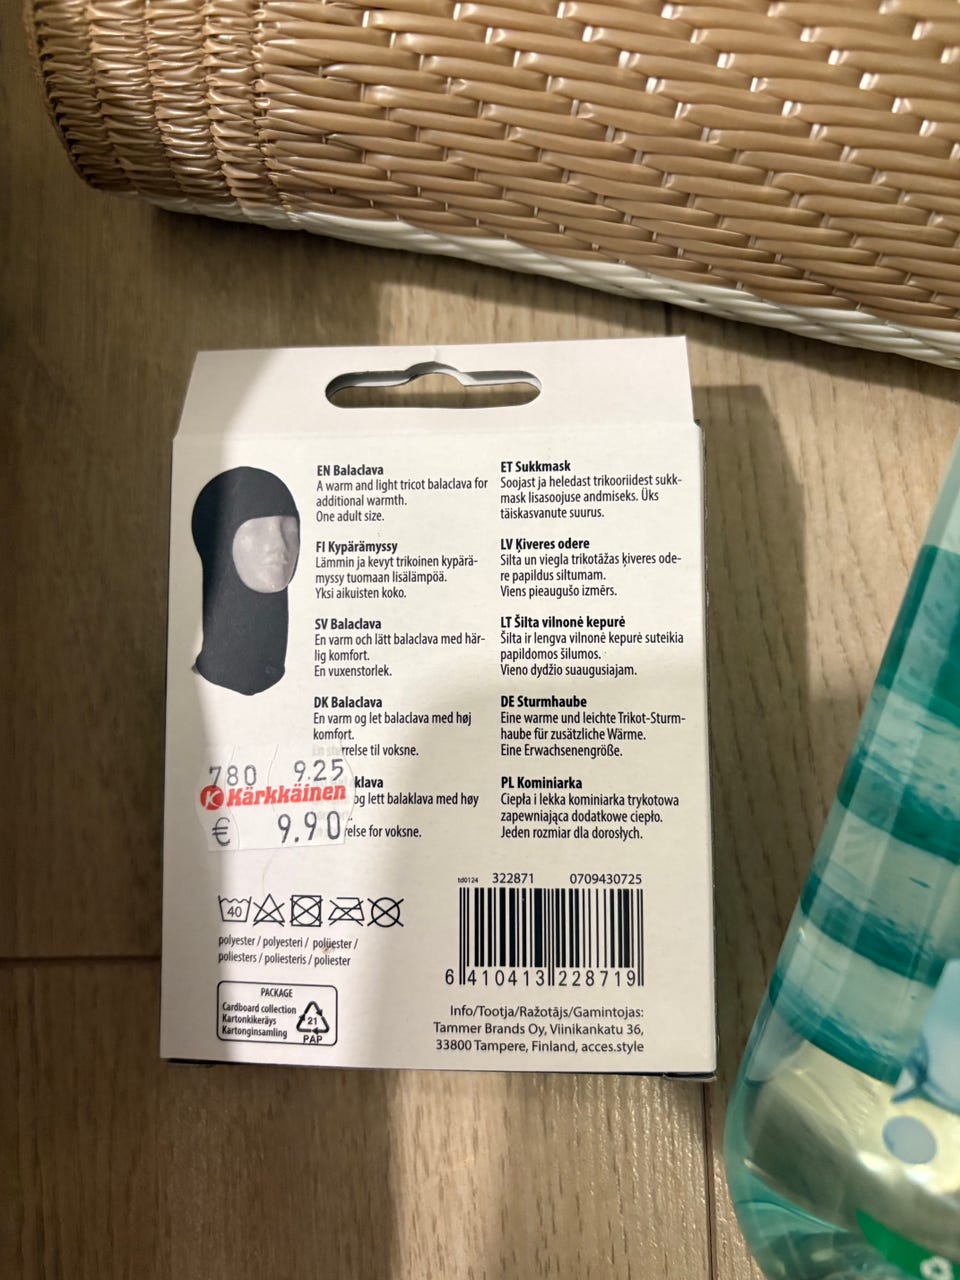 EN Balaclava
A warm and light tricot balaclava for
additional warmth.
One adult size.
FI Kypärämyssy
Lämmin ja kevyt trikoinen kypärä-
myssy tuomaan lisälämpöä.
Yksi aikuisten koko.
SV Balaclava
En varm och lätt balaclava med här-
lig komfort.
En vuxenstorlek.
DK Balaclava
En varm og let balaclava med høj
komfort.
rrelse til voksne.
klava
og lett balaklava med høy
relse for voksne.
780 9.25
K Kärkkäinen
€ 9.90
ET Sukkmask
Soojast ja heledast trikooriidest sukk-
mask lisasoojuse andmiseks. Üks
täiskasvanute suurus.
LV Ķiveres odere
Silta un viegla trikotāžas ķiveres ode-
re papildus siltumam.
Viens pieaugušo izmērs.
LT Šilta vilnonė kepurė
Šilta ir lengva vilnonė kepurė suteikia
papildomos šilumos.
Vieno dydžio suaugusiajam.
DE Sturmhaube
Eine warme und leichte Trikot-Sturm-
haube für zusätzliche Wärme.
Eine Erwachsenengröße.
PL Kominiarka
Ciepła i lekka kominiarka trykotowa
zapewniająca dodatkowe ciepło.
Jeden rozmiar dla dorosłych.
40
polyester / polyesteri / polüester /
poliesters / poliesteris / poliester
PACKAGE
Cardboard collection
Kartonkikeräys
Kartonginsamling
21
PAP
td0124 322871 0709430725
6 410413 228719
Info/Tootja/Ražotājs/Gamintojas:
Tammer Brands Oy, Viinikankatu 36,
33800 Tampere, Finland, acces.style